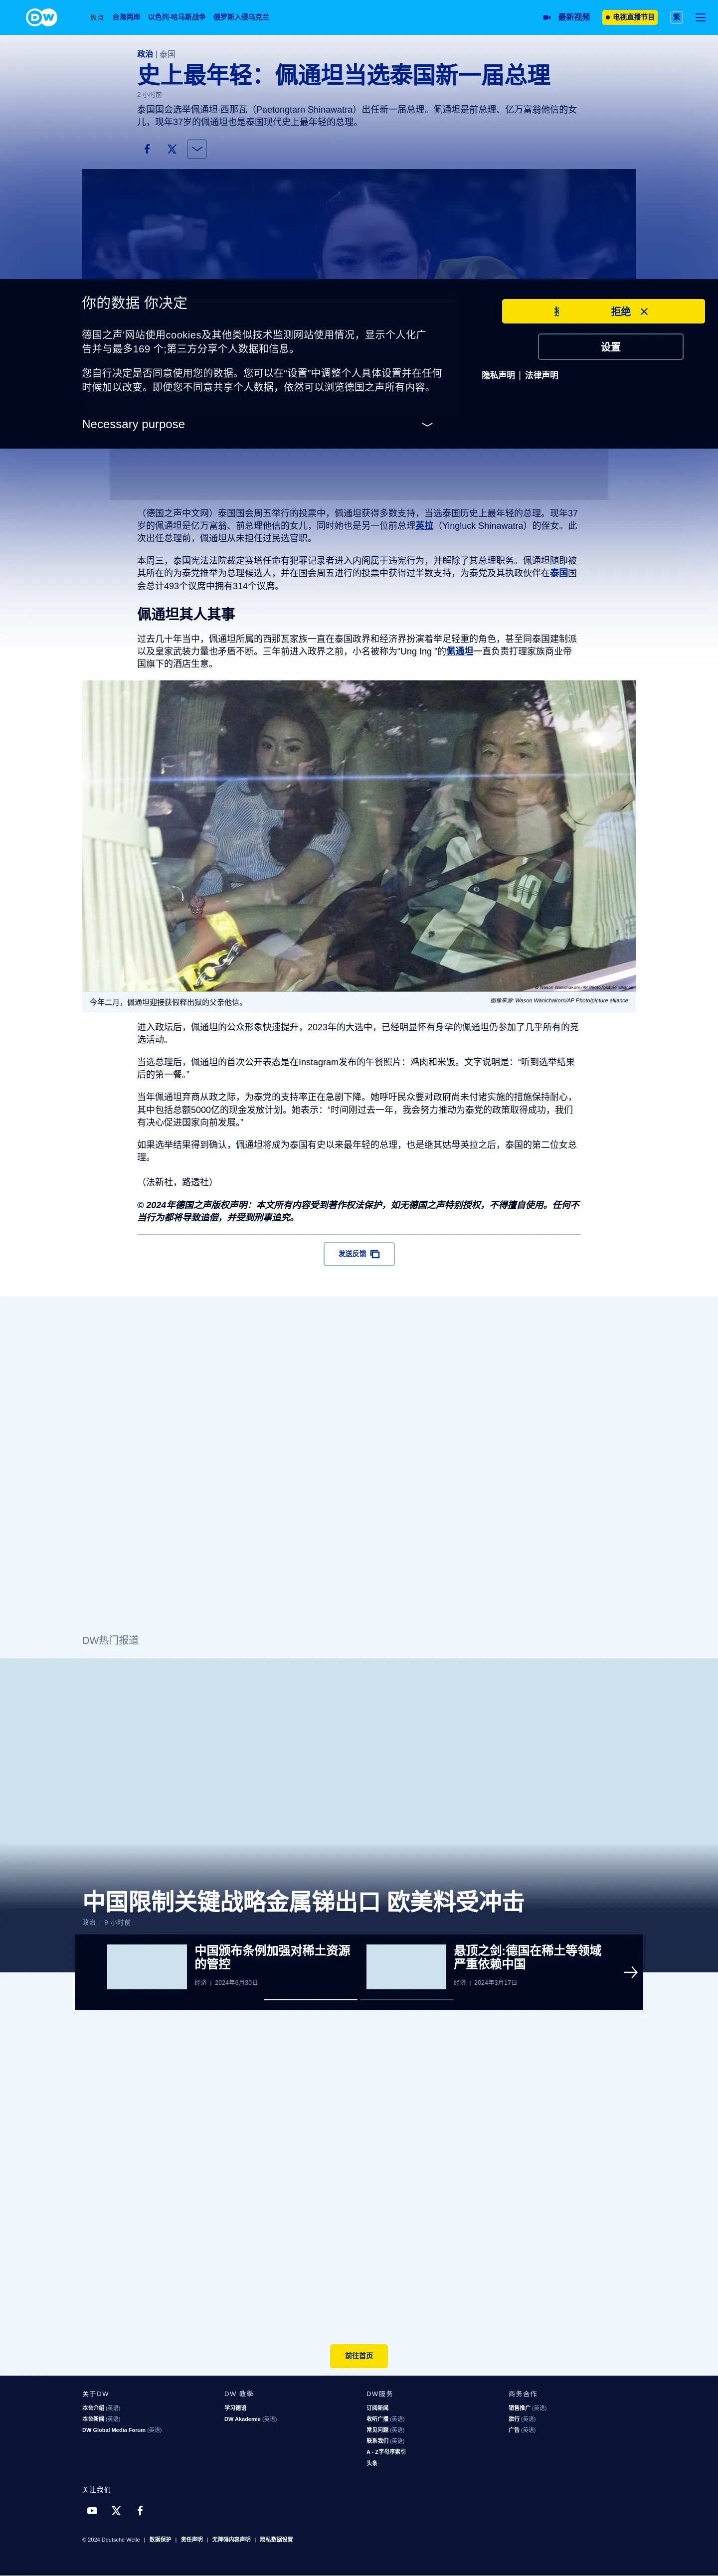 DW
焦点 台海两岸 以色列-哈马斯战争 俄罗斯入侵乌克兰 最新视频 电视直播节目 繁
政治 | 泰国
史上最年轻：佩通坦当选泰国新一届总理
2 小时前
泰国国会选举佩通坦·西那瓦（Paetongtarn Shinawatra）出任新一届总理。佩通坦是前总理、亿万富翁他信的女
儿，现年37岁的佩通坦也是泰国现代史上最年轻的总理。
你的数据 你决定
拒绝
德国之声'网站使用cookies及其他类似技术监测网站使用情况，显示个人化广
告并与最多169 个;第三方分享个人数据和信息。
设置
您自行决定是否同意使用您的数据。您可以在“设置”中调整个人具体设置并在任何
时候加以改变。即便您不同意共享个人数据，依然可以浏览德国之声所有内容。
隐私声明 | 法律声明
Necessary purpose
（德国之声中文网）泰国国会周五举行的投票中，佩通坦获得多数支持，当选泰国历史上最年轻的总理。现年37
岁的佩通坦是亿万富翁、前总理他信的女儿，同时她也是另一位前总理英拉（Yingluck Shinawatra）的侄女。此
次出任总理前，佩通坦从未担任过民选官职。
本周三，泰国宪法法院裁定赛塔任命有犯罪记录者进入内阁属于违宪行为，并解除了其总理职务。佩通坦随即被
其所在的为泰党推举为总理候选人，并在国会周五进行的投票中获得过半数支持，为泰党及其执政伙伴在泰国国
会总计493个议席中拥有314个议席。
佩通坦其人其事
过去几十年当中，佩通坦所属的西那瓦家族一直在泰国政界和经济界扮演着举足轻重的角色，甚至同泰国建制派
以及皇家武装力量也矛盾不断。三年前进入政界之前，小名被称为“Ung Ing ”的佩通坦一直负责打理家族商业帝
国旗下的酒店生意。
© Wason Wanichakorn/AP Photo/picture alliance
今年二月，佩通坦迎接获假释出狱的父亲他信。
图像来源: Wason Wanichakorn/AP Photo/picture alliance
进入政坛后，佩通坦的公众形象快速提升，2023年的大选中，已经明显怀有身孕的佩通坦仍参加了几乎所有的竞
选活动。
当选总理后，佩通坦的首次公开表态是在Instagram发布的午餐照片：鸡肉和米饭。文字说明是：“听到选举结果
后的第一餐。”
当年佩通坦弃商从政之际，为泰党的支持率正在急剧下降。她呼吁民众要对政府尚未付诸实施的措施保持耐心，
其中包括总额5000亿的现金发放计划。她表示：“时间刚过去一年，我会努力推动为泰党的政策取得成功，我们
有决心促进国家向前发展。”
如果选举结果得到确认，佩通坦将成为泰国有史以来最年轻的总理，也是继其姑母英拉之后，泰国的第二位女总
理。
（法新社，路透社）
© 2024年德国之声版权声明：本文所有内容受到著作权法保护，如无德国之声特别授权，不得擅自使用。任何不
当行为都将导致追偿，并受到刑事追究。
发送反馈
DW热门报道
中国限制关键战略金属锑出口 欧美料受冲击
政治 | 9 小时前
中国颁布条例加强对稀土资源
的管控
经济 | 2024年6月30日
悬顶之剑:德国在稀土等领域
严重依赖中国
经济 | 2024年3月17日
前往首页
关于DW
本台介绍 (英语)
本台新闻 (英语)
DW Global Media Forum (英语)
DW 教學
学习德语
DW Akademie (英语)
DW服务
订阅新闻
收听广播 (英语)
常见问题 (英语)
联系我们 (英语)
A - Z字母序索引
头条
商务合作
销售推广 (英语)
旅行 (英语)
广告 (英语)
关注我们
© 2024 Deutsche Welle | 数据保护 | 责任声明 | 无障碍内容声明 | 隐私数据设置